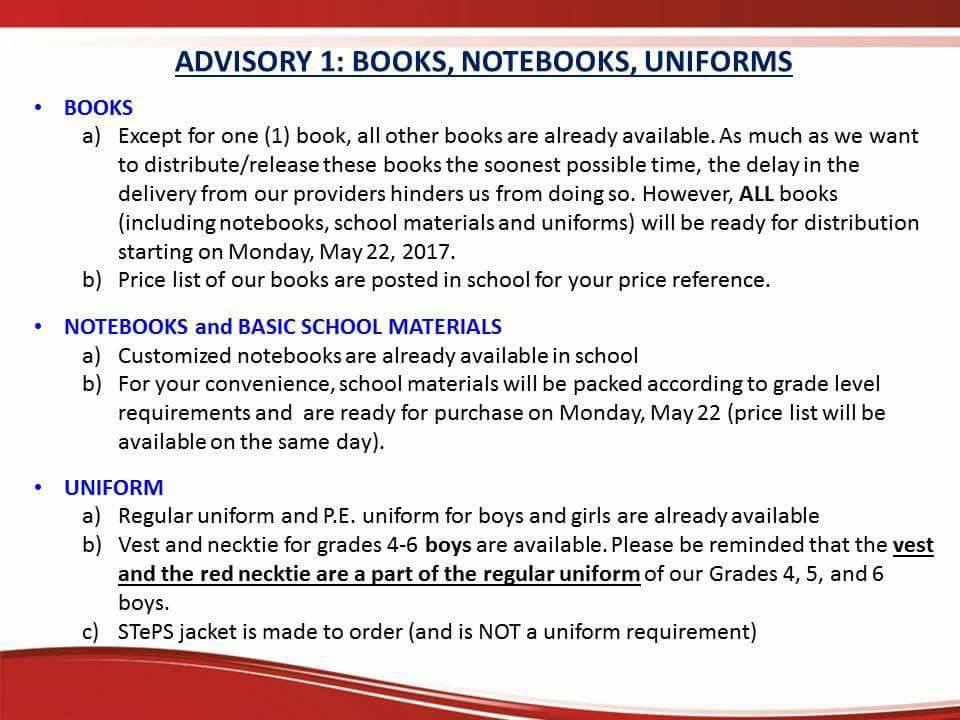 ADVISORY 1: BOOKS, NOTEBOOKS, UNIFORMS
• BOOKS
a) Except for one (1) book, all other books are already available. As much as we want
to distribute/release these books the soonest possible time, the delay in the
delivery from our providers hinders us from doing so. However, ALL books
(including notebooks, school materials and uniforms) will be ready for distribution
starting on Monday, May 22, 2017.
b) Price list of our books are posted in school for your price reference.
• NOTEBOOKS and BASIC SCHOOL MATERIALS
a) Customized notebooks are already available in school
b) For your convenience, school materials will be packed according to grade level
requirements and are ready for purchase on Monday, May 22 (price list will be
available on the same day).
• UNIFORM
a) Regular uniform and P.E. uniform for boys and girls are already available
b) Vest and necktie for grades 4-6 boys are available. Please be reminded that the vest
and the red necktie are a part of the regular uniform of our Grades 4, 5, and 6
boys.
c) STePS jacket is made to order (and is NOT a uniform requirement)